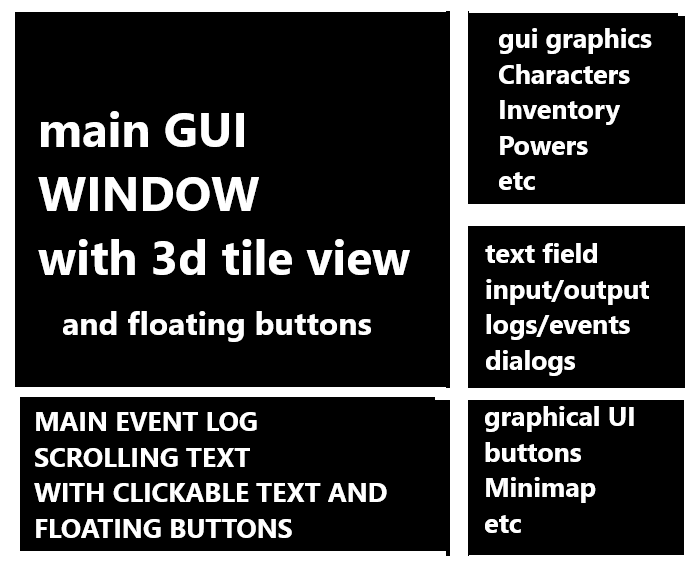 main GUI
WINDOW
with 3d tile view
and floating buttons
gui graphics
Characters
Inventory
Powers
etc
text field
input/output
logs/events
dialogs
MAIN EVENT LOG
SCROLLING TEXT
WITH CLICKABLE TEXT AND
FLOATING BUTTONS
graphical UI
buttons
Minimap
etc